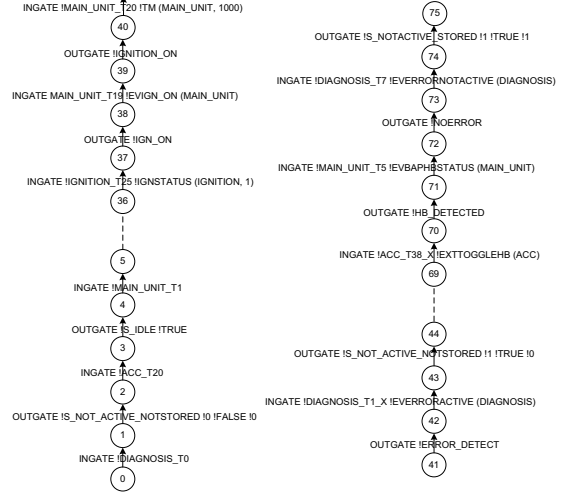 INGATE !MAIN_UNIT_T20 !TM (MAIN_UNIT, 1000)
40
OUTGATE !IGNITION_ON
39
INGATE MAIN_UNIT_T19 !EVIGN_ON (MAIN_UNIT)
38
OUTGATE !IGN_ON
37
INGATE !IGNITION_T25 !IGNSTATUS (IGNITION, 1)
36
5
INGATE !MAIN_UNIT_T1
4
OUTGATE !S_IDLE !TRUE
3
INGATE !ACC_T20
2
OUTGATE !S_NOT_ACTIVE_NOTSTORED !0 !FALSE !0
1
INGATE !DIAGNOSIS_T0
0
75
OUTGATE !S_NOTACTIVE_STORED !1 !TRUE !1
74
INGATE !DIAGNOSIS_T7 !EVERRORNOTACTIVE (DIAGNOSIS)
73
OUTGATE !NOERROR
72
INGATE !MAIN_UNIT_T5 !EVBAPHBSTATUS (MAIN_UNIT)
71
OUTGATE !HB_DETECTED
70
INGATE !ACC_T38_X !EXTTOGGLEHB (ACC)
69
44
OUTGATE !S_NOT_ACTIVE_NOTSTORED !1 !TRUE !0
43
INGATE !DIAGNOSIS_T1_X !EVERRORACTIVE (DIAGNOSIS)
42
OUTGATE !ERROR_DETECT
41